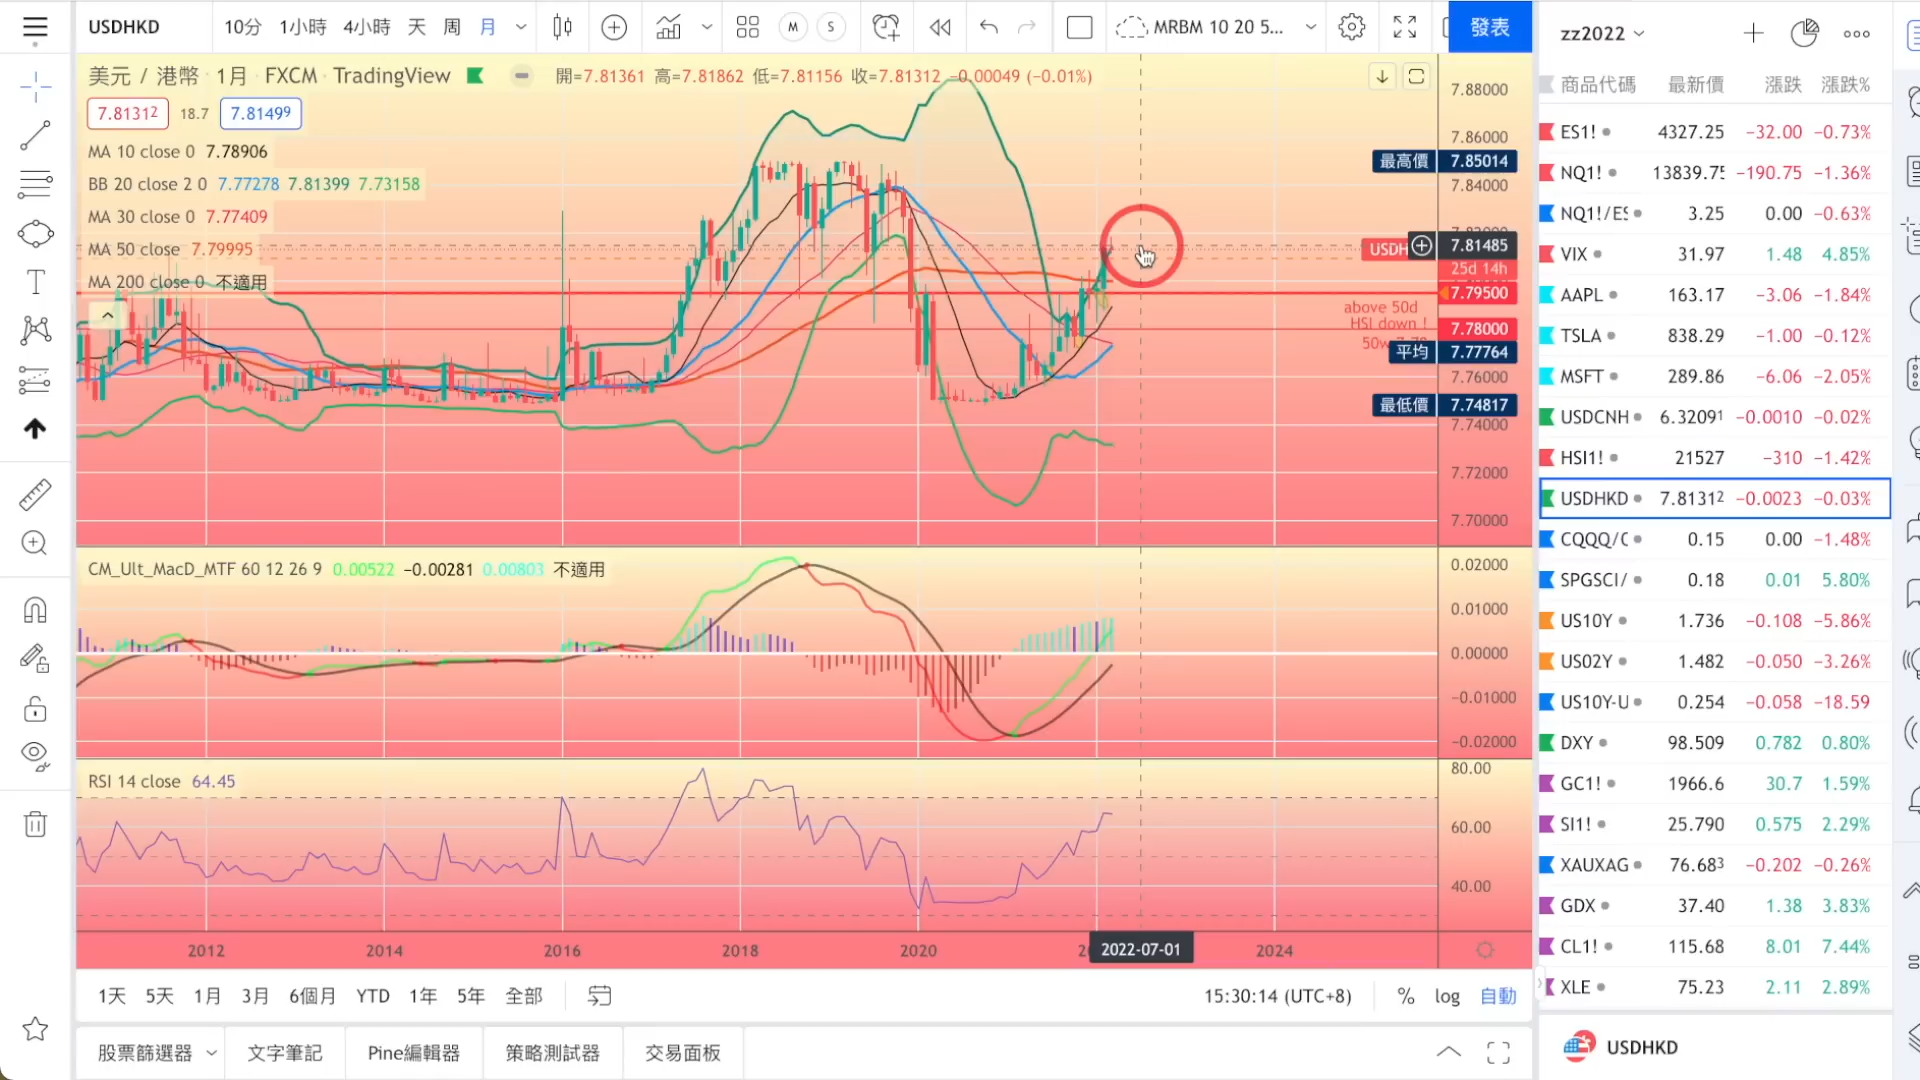 USDHKD
10分 1小時 4小時 天 周 月
M S
MRBM 10 20 5...
發表
美元 / 港幣 · 1月 · FXCM · TradingView
開=7.81361 高=7.81862 低=7.81156 收=7.81312 −0.00049 (−0.01%)
7.81312 18.7 7.81499
MA 10 close 0 7.78906
BB 20 close 2 0 7.77278 7.81399 7.73158
MA 30 close 0 7.77409
MA 50 close 7.79995
MA 200 close 0 不適用
7.88000
7.86000
最高價 7.85014
7.84000
USDH 7.81485
25d 14h
7.79500
above 50d
HSI down !
7.78000
平均 7.77764
7.76000
最低價 7.74817
7.74000
7.72000
7.70000
CM_Ult_MacD_MTF 60 12 26 9 0.00522 −0.00281 0.00803 不適用
0.02000
0.01000
0.00000
−0.01000
−0.02000
RSI 14 close 64.45
80.00
60.00
40.00
2012 2014 2016 2018 2020 2022-07-01 2024
1天 5天 1月 3月 6個月 YTD 1年 5年 全部
15:30:14 (UTC+8) % log 自動
股票篩選器 文字筆記 Pine編輯器 策略測試器 交易面板
zz2022
商品代碼 最新價 漲跌 漲跌%
ES1! 4327.25 −32.00 −0.73%
NQ1! 13839.75 −190.75 −1.36%
NQ1!/ES 3.25 0.00 −0.63%
VIX 31.97 1.48 4.85%
AAPL 163.17 −3.06 −1.84%
TSLA 838.29 −1.00 −0.12%
MSFT 289.86 −6.06 −2.05%
USDCNH 6.32091 −0.0010 −0.02%
HSI1! 21527 −310 −1.42%
USDHKD 7.81312 −0.0023 −0.03%
CQQQ/ 0.15 0.00 −1.48%
SPGSCI/ 0.18 0.01 5.80%
US10Y 1.736 −0.108 −5.86%
US02Y 1.482 −0.050 −3.26%
US10Y-U 0.254 −0.058 −18.59
DXY 98.509 0.782 0.80%
GC1! 1966.6 30.7 1.59%
SI1! 25.790 0.575 2.29%
XAUXAG 76.683 −0.202 −0.26%
GDX 37.40 1.38 3.83%
CL1! 115.68 8.01 7.44%
XLE 75.23 2.11 2.89%
USDHKD